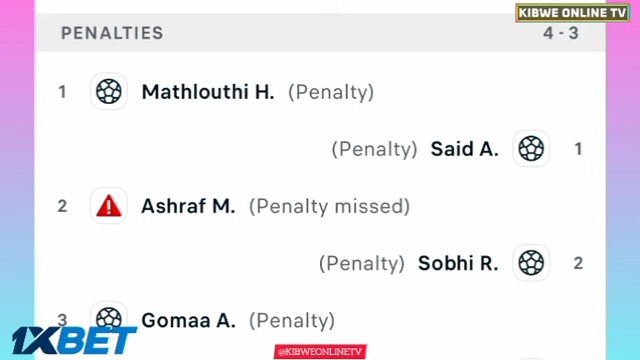 KIBWE ONLINE TV
PENALTIES 4 - 3
1 Mathlouthi H. (Penalty)
(Penalty) Said A. 1
2 Ashraf M. (Penalty missed)
(Penalty) Sobhi R. 2
3 Gomaa A. (Penalty)
1XBET
@KIBWEONLINETV